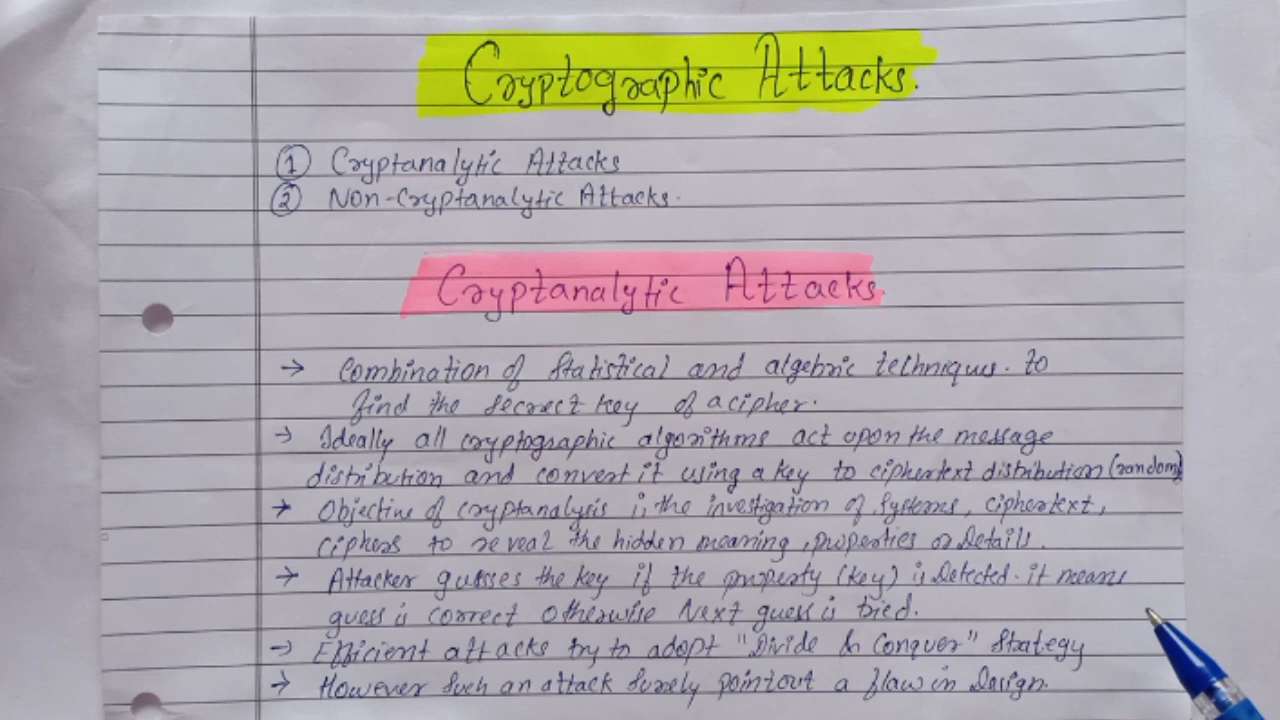 Cryptographic Attacks.
① Cryptanalytic Attacks
② Non-Cryptanalytic Attacks.
Cryptanalytic Attacks
→ Combination of Statistical and algebric techniques. to
find the secrect key of a cipher.
→ Ideally all cryptographic algorithms act upon the message
distribution and convert it using a key to ciphertext distribution (random)
→ Objective of cryptanalysis is the investigation of Systems, ciphertext,
ciphers to reveal the hidden meaning, properties or Details.
→ Attacker guesses the key if the property (key) is Detected. it means
guess is correct otherwise Next guess is tried.
→ Efficient attacks try to adopt "Divide & Conquer" Strategy
→ However Such an attack Surely pointout a flaw in Design.